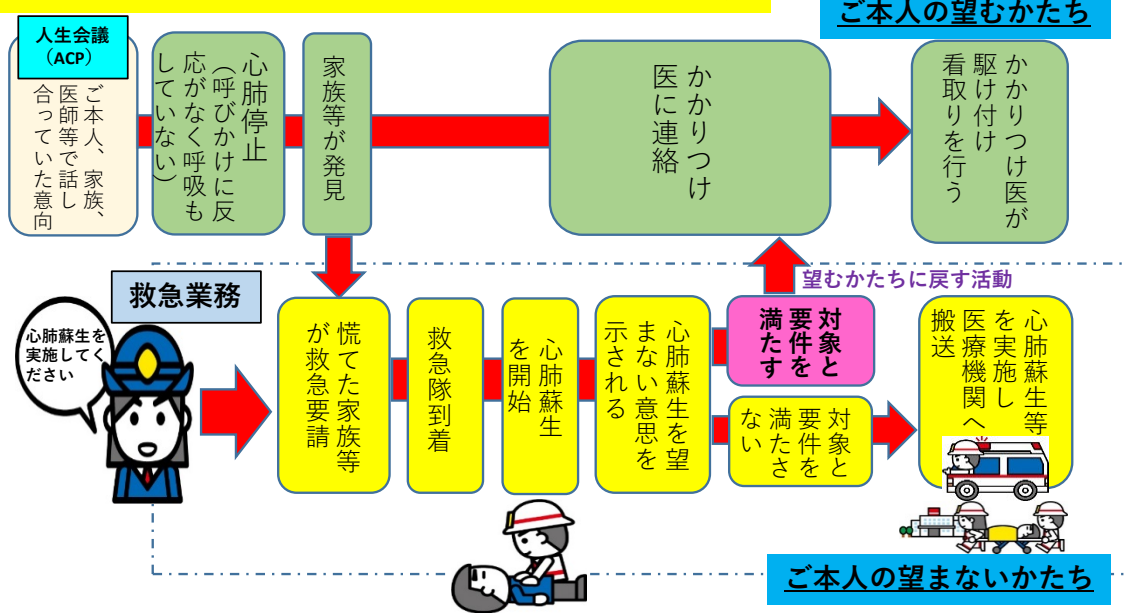 ご本人の望むかたち
人生会議
（ACP）
ご本人、家族、
医師等で話し
合っていた意向
心肺停止
（呼びかけに反
応がなく呼吸も
していない）
家族等が発見
かかりつけ
医に連絡
かかりつけ医が
駆け付け
看取りを行う
望むかたちに戻す活動
救急業務
心肺蘇生を
実施してく
ださい
慌てた家族等
が救急要請
救急隊到着
心肺蘇生
を開始
心肺蘇生を望
まない意思を
示される
対象と
要件を
満たす
対象と
要件を
満たさ
ない
心肺蘇生等
を実施し
医療機関へ
搬送
ご本人の望まないかたち